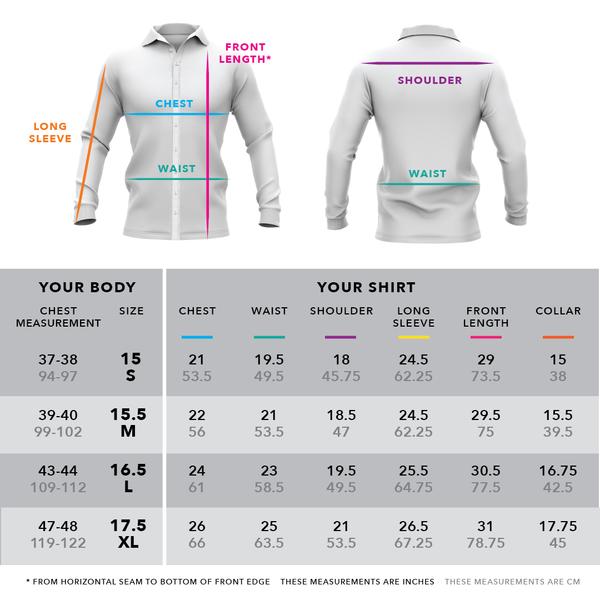 FRONT
LENGTH*
SHOULDER
CHEST
LONG
SLEEVE
WAIST
WAIST
YOUR BODY
YOUR SHIRT
CHEST
MEASUREMENT
SIZE
CHEST
WAIST
SHOULDER
LONG
SLEEVE
FRONT
LENGTH
COLLAR
37-38 15 21 19.5 18 24.5 29 15
94-97 S 53.5 49.5 45.75 62.25 73.5 38
39-40 15.5 22 21 18.5 24.5 29.5 15.5
99-102 M 56 53.5 47 62.25 75 39.5
43-44 16.5 24 23 19.5 25.5 30.5 16.75
109-112 L 61 58.5 49.5 64.75 77.5 42.5
47-48 17.5 26 25 21 26.5 31 17.75
119-122 XL 66 63.5 53.5 67.25 78.75 45
* FROM HORIZONTAL SEAM TO BOTTOM OF FRONT EDGE THESE MEASUREMENTS ARE INCHES THESE MEASUREMENTS ARE CM